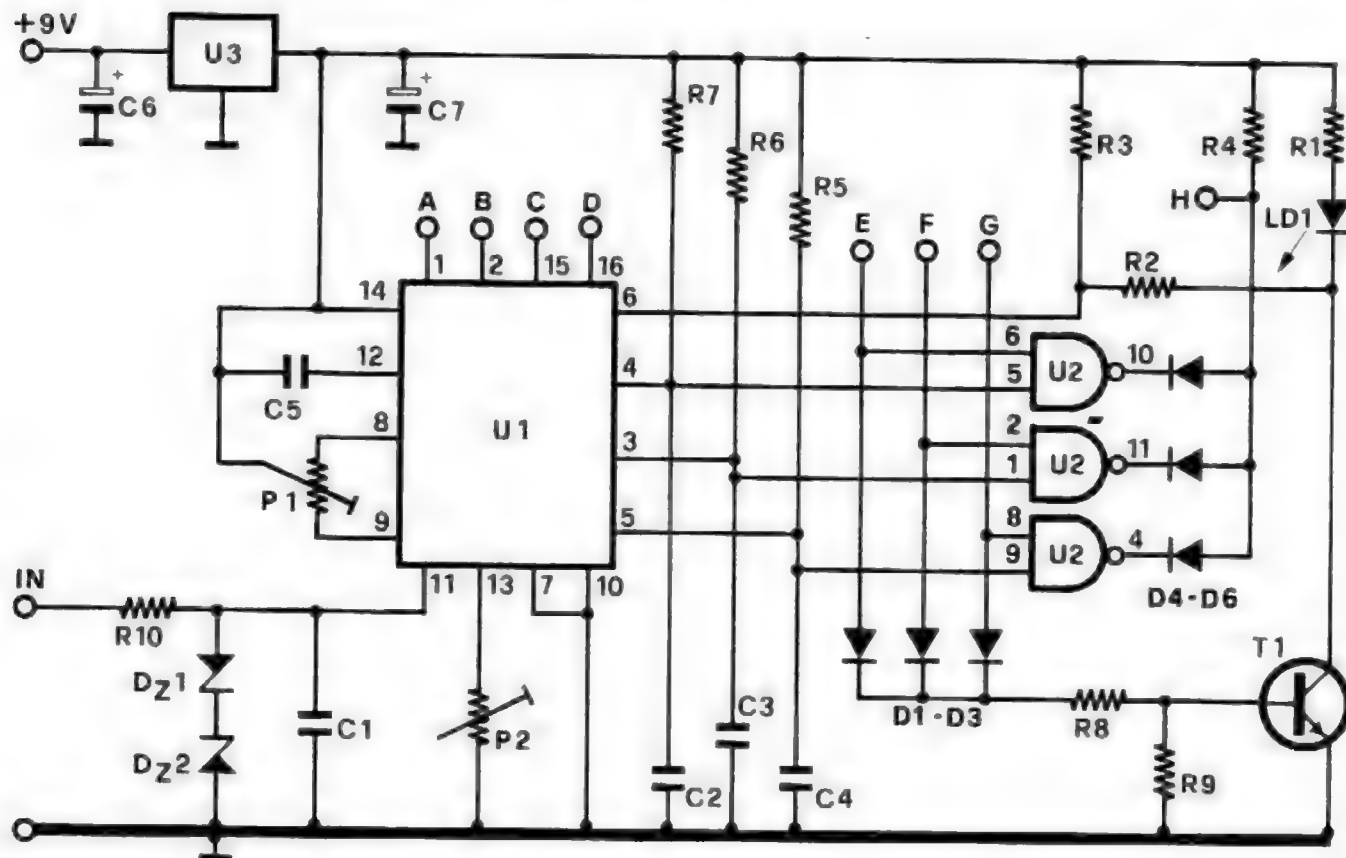 +9V
U3
C6
+
C7
+
R7
R6
R5
R3
R4
R1
H
LD1
R2
A
B
C
D
E
F
G
1
2
15
16
14
6
12
4
8
3
9
5
11
13
7
10
C5
P1
U1
6
5
U2
10
2
1
U2
11
8
9
U2
4
D4-D6
IN
R10
DZ1
DZ2
C1
P2
C3
C2
C4
D1-D3
R8
R9
T1